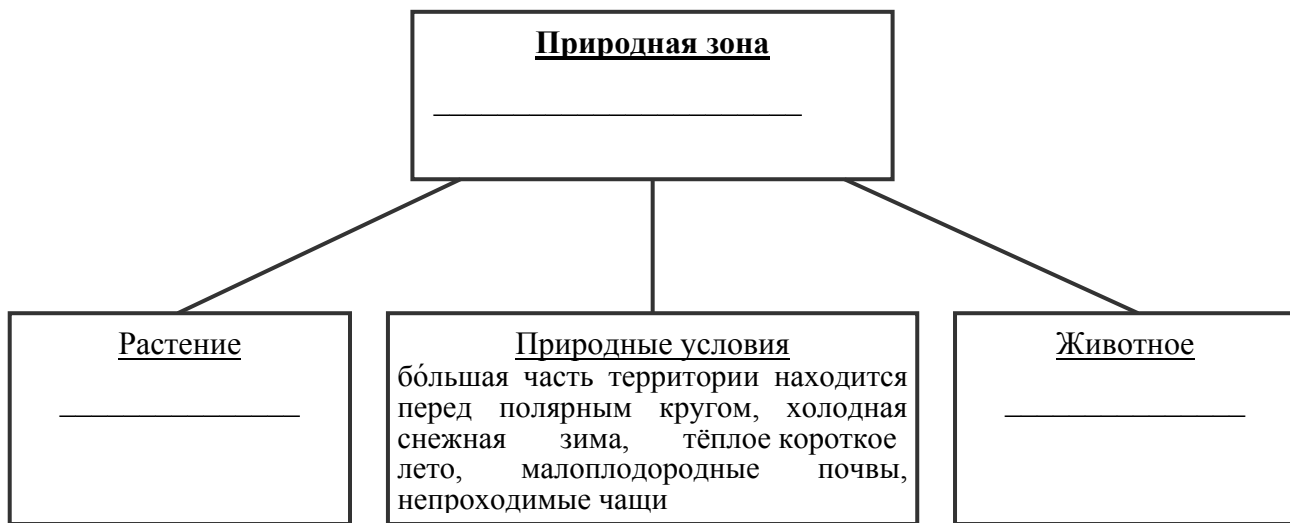 Природная зона
Растение
Природные условия
бо́льшая часть территории находится
перед полярным кругом, холодная
снежная зима, тёплое короткое
лето, малоплодородные почвы,
непроходимые чащи
Животное